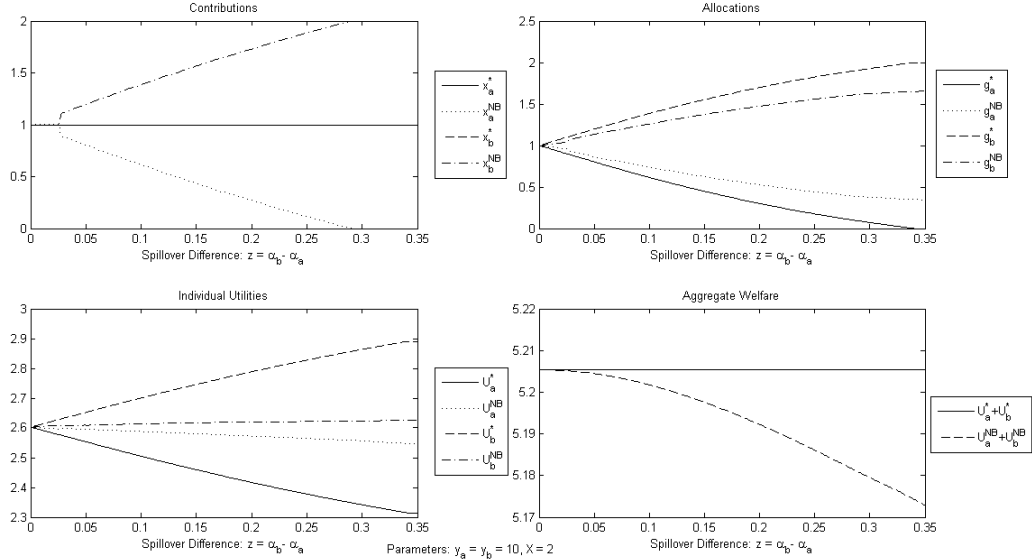 Contributions
2
1.5
1
0.5
0
0 0.05 0.1 0.15 0.2 0.25 0.3 0.35
Spillover Difference: z = α_b- α_a
x_a^*
x_a^NB
x_b^*
x_b^NB
Allocations
2.5
2
1.5
1
0.5
0
0 0.05 0.1 0.15 0.2 0.25 0.3 0.35
Spillover Difference: z = α_b- α_a
g_a^*
g_a^NB
g_b^*
g_b^NB
Individual Utilities
3
2.9
2.8
2.7
2.6
2.5
2.4
2.3
0 0.05 0.1 0.15 0.2 0.25 0.3 0.35
Spillover Difference: z = α_b- α_a
U_a^*
U_a^NB
U_b^*
U_b^NB
Aggregate Welfare
5.22
5.21
5.2
5.19
5.18
5.17
0 0.05 0.1 0.15 0.2 0.25 0.3 0.35
Spillover Difference: z = α_b- α_a
U_a^*+U_b^*
U_a^NB+U_b^NB
Parameters: y_a = y_b = 10, X = 2